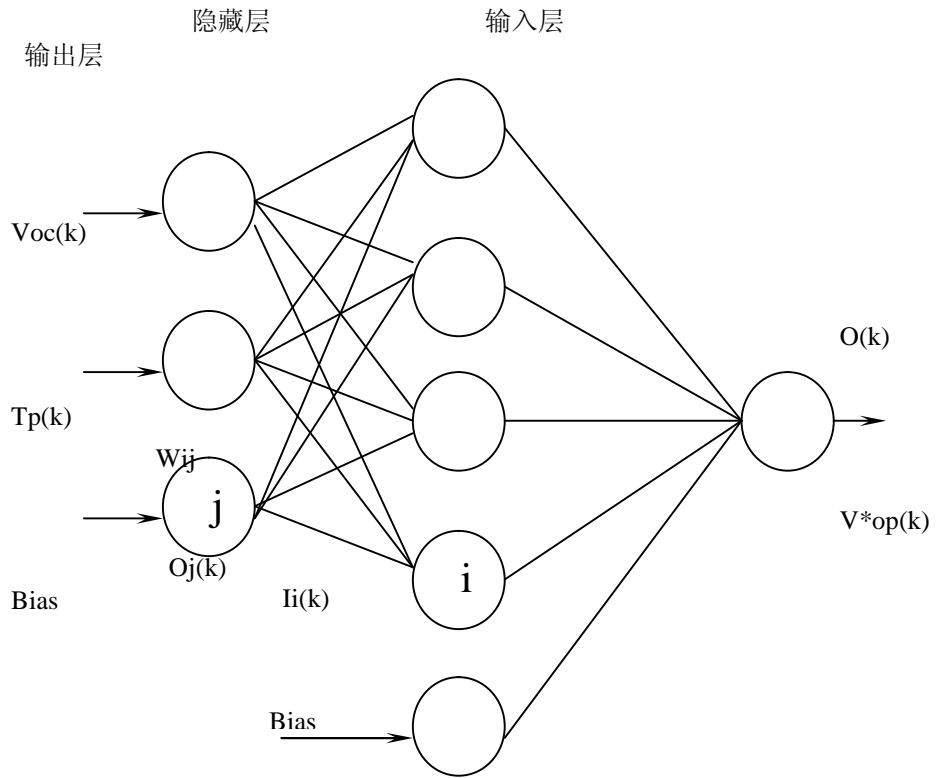 隐藏层 输入层
输出层
Voc(k)
O(k)
Tp(k)
Wij
j
V*op(k)
Oj(k)
i
Bias
Ii(k)
Bias